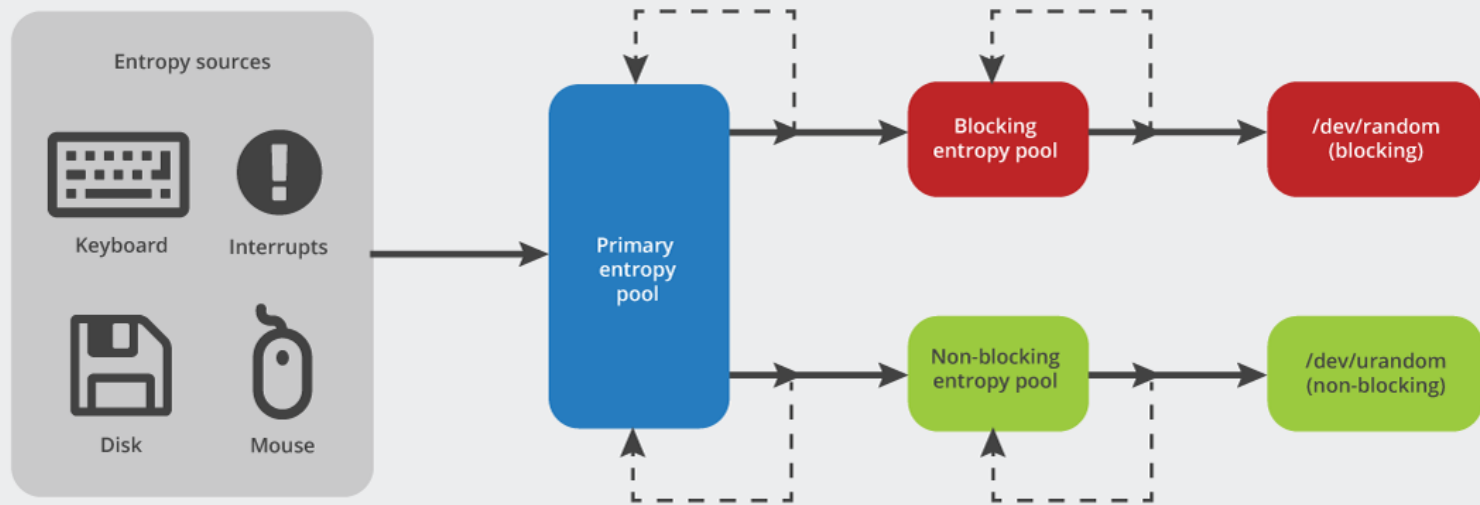 Entropy sources
Keyboard
Interrupts
Disk
Mouse
Primary
entropy
pool
Blocking
entropy pool
/dev/random
(blocking)
Non-blocking
entropy pool
/dev/urandom
(non-blocking)